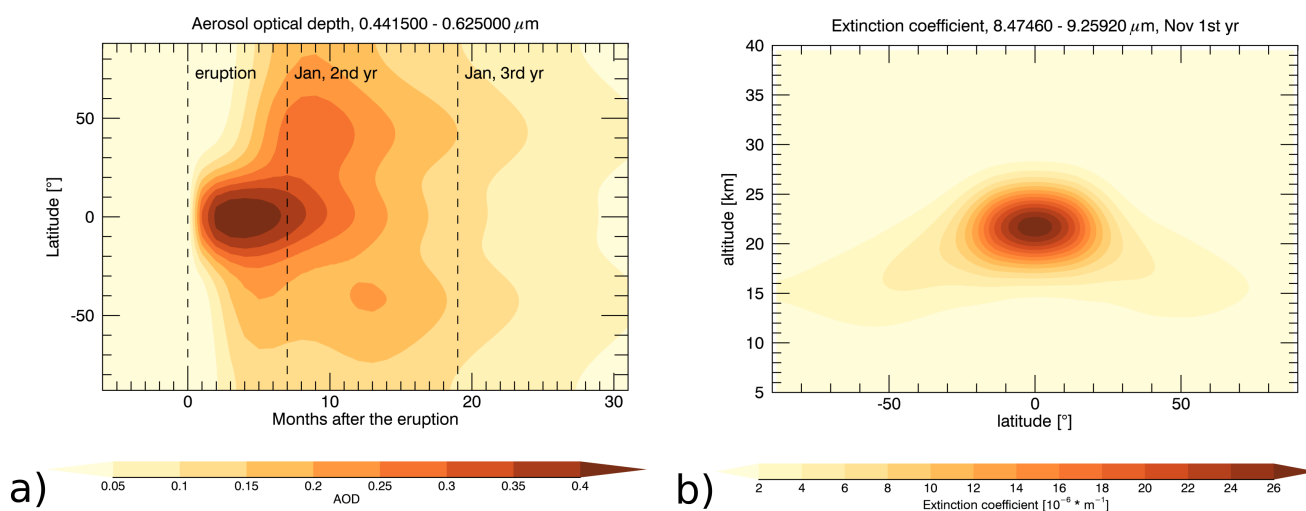 Aerosol optical depth, 0.441500 - 0.625000 μm
eruption
Jan, 2nd yr
Jan, 3rd yr
50
0
-50
Latitude [°]
0
10
20
30
Months after the eruption
a)
0.05 0.1 0.15 0.2 0.25 0.3 0.35 0.4
AOD
Extinction coefficient, 8.47460 - 9.25920 μm, Nov 1st yr
40
35
30
25
20
15
10
5
altitude [km]
-50
0
50
latitude [°]
b)
2 4 6 8 10 12 14 16 18 20 22 24 26
Extinction coefficient [10⁻⁶ * m⁻¹]